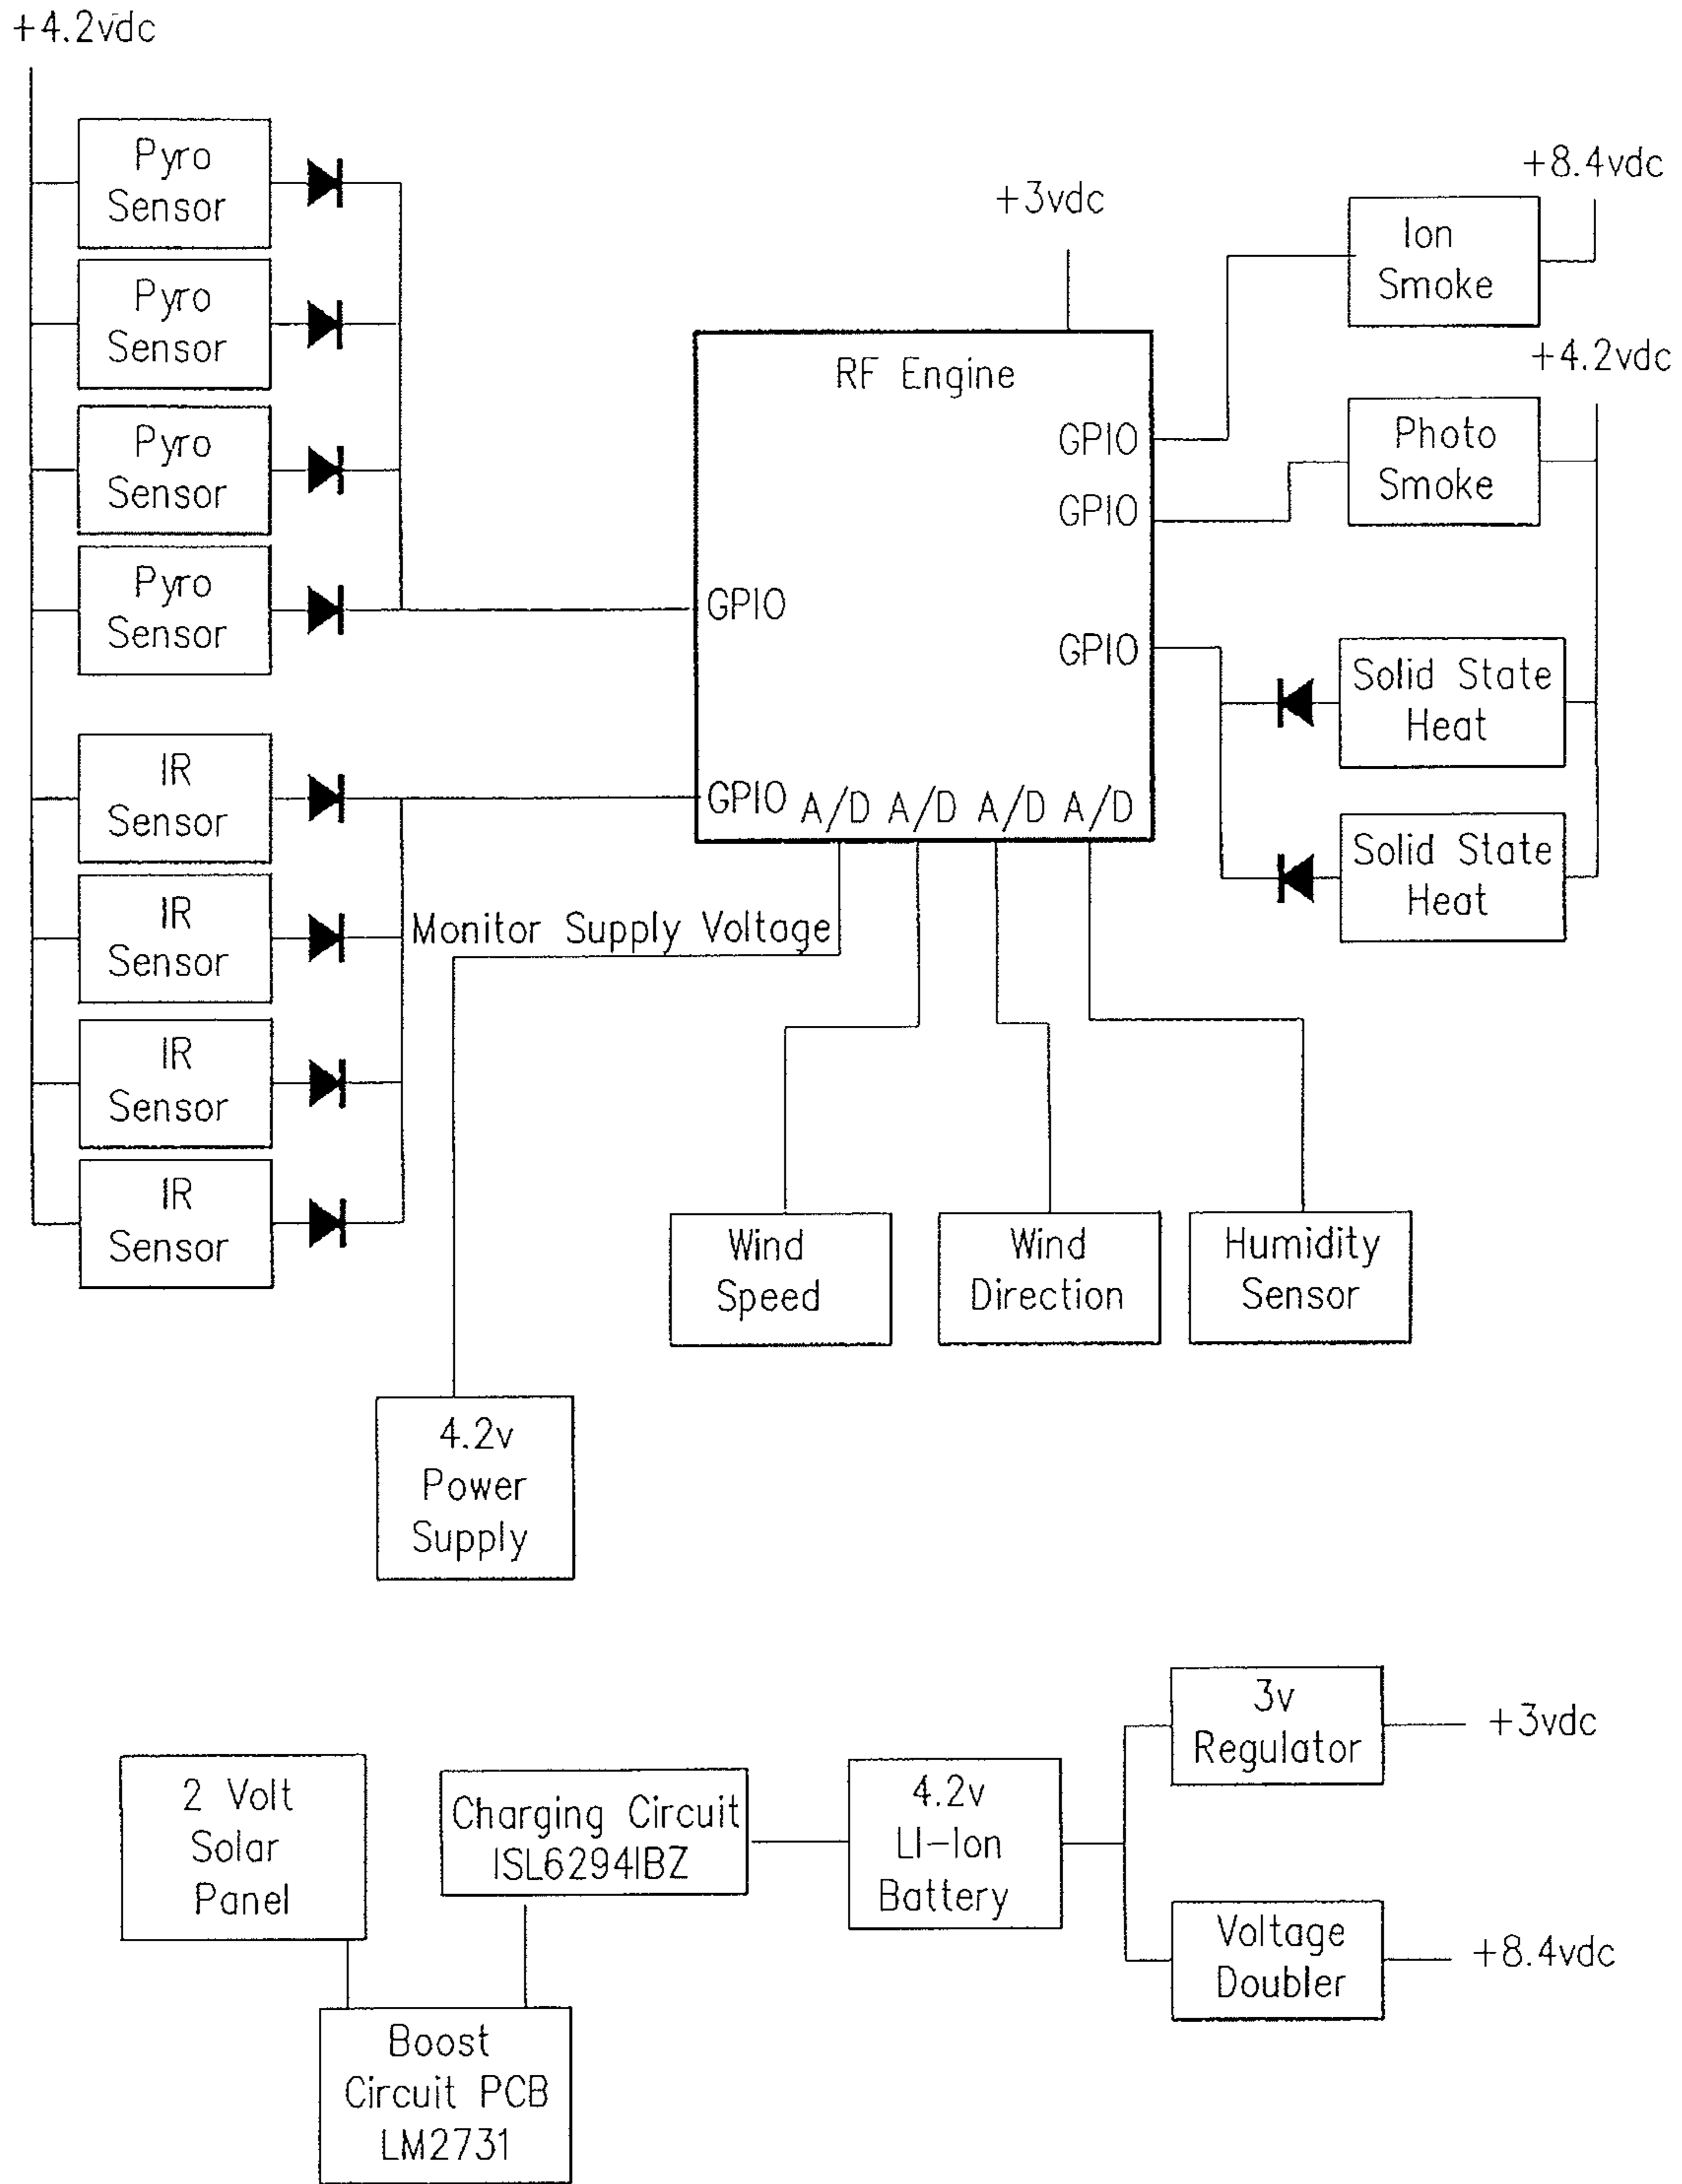 +4.2vdc
Pyro
Sensor
Pyro
Sensor
Pyro
Sensor
Pyro
Sensor
IR
Sensor
IR
Sensor
IR
Sensor
IR
Sensor
+3vdc
RF Engine
GPIO
GPIO
GPIO
GPIO
GPIO
A/D A/D A/D A/D
+8.4vdc
Ion
Smoke
+4.2vdc
Photo
Smoke
Solid State
Heat
Solid State
Heat
Monitor Supply Voltage
Wind
Speed
Wind
Direction
Humidity
Sensor
4.2v
Power
Supply
2 Volt
Solar
Panel
Boost
Circuit PCB
LM2731
Charging Circuit
ISL6294IBZ
4.2v
LI-Ion
Battery
3v
Regulator
+3vdc
Voltage
Doubler
+8.4vdc